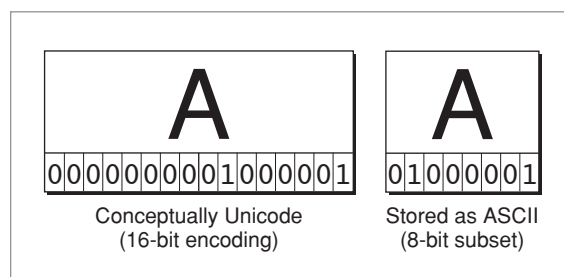 A
0000000001000001
Conceptually Unicode
(16-bit encoding)
A
01000001
Stored as ASCII
(8-bit subset)